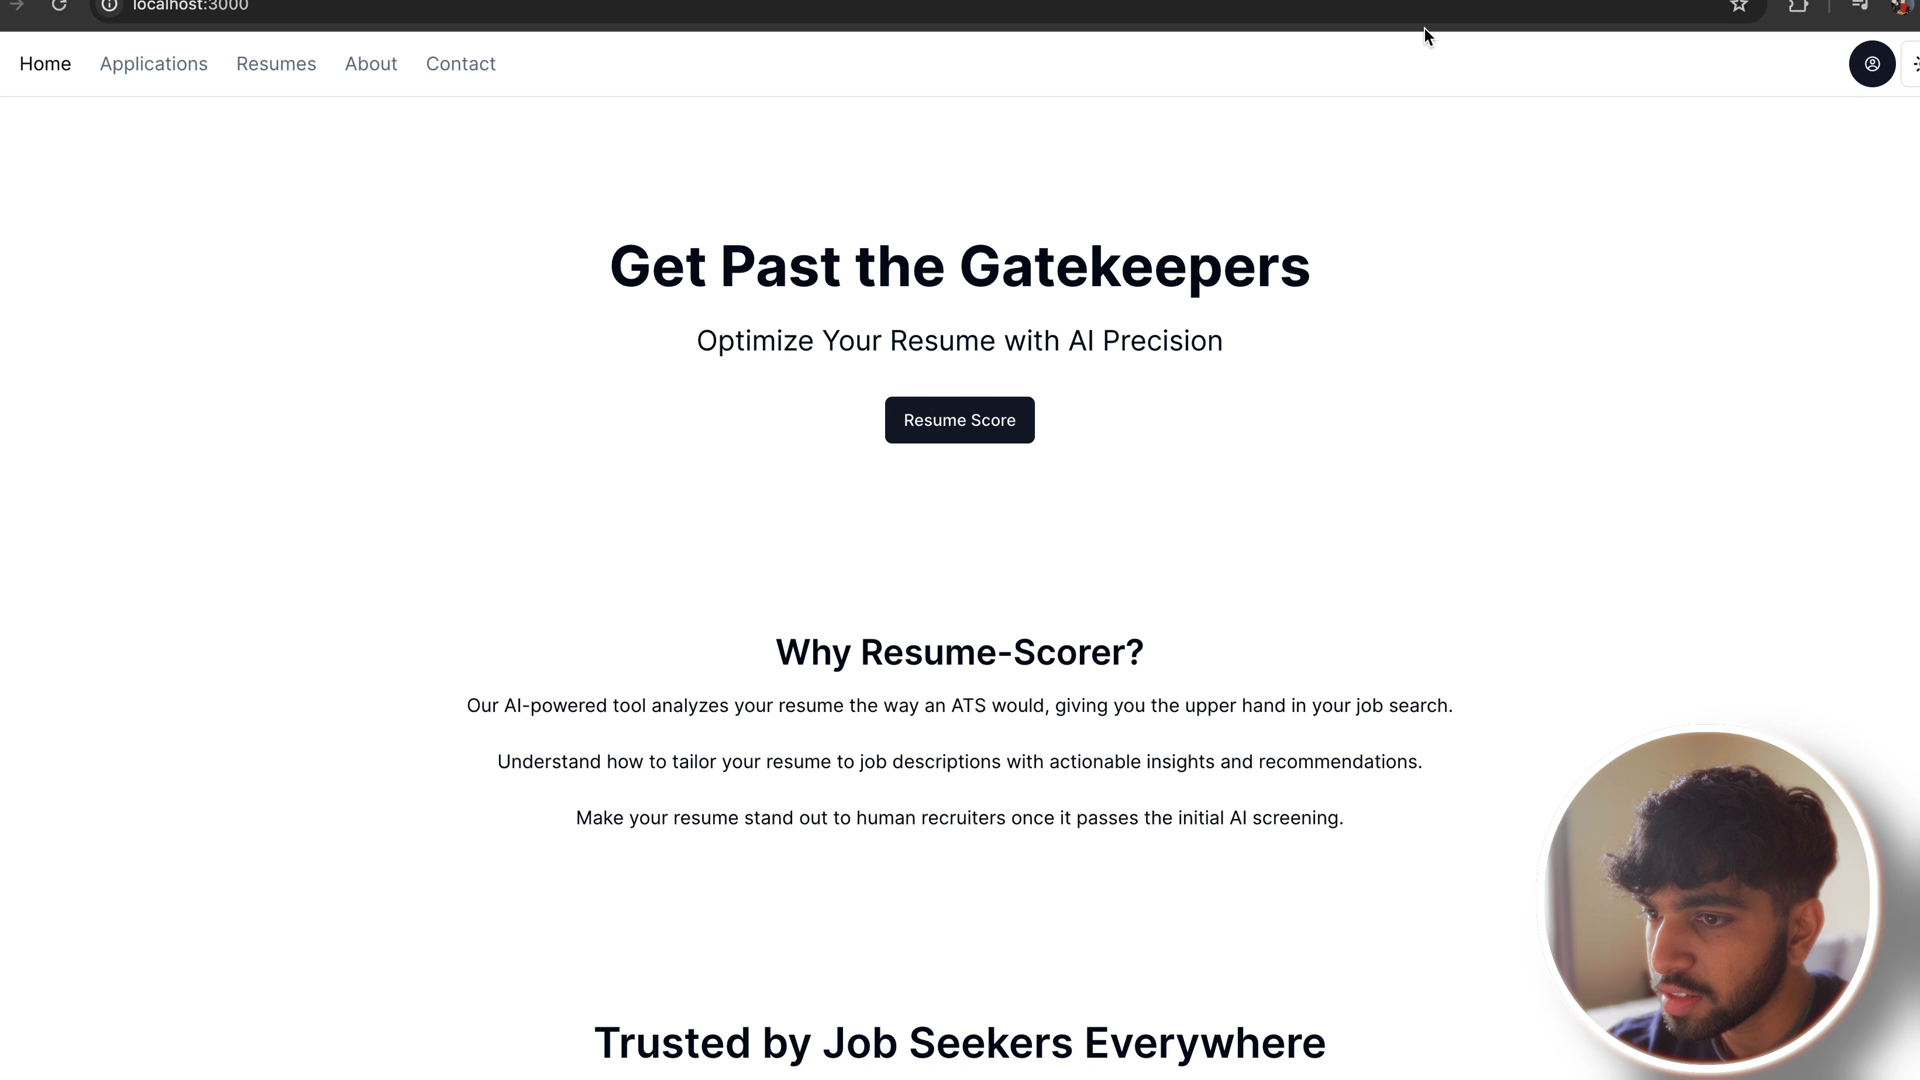 localhost:3000
Home Applications Resumes About Contact
Get Past the Gatekeepers
Optimize Your Resume with AI Precision
Resume Score
Why Resume-Scorer?
Our AI-powered tool analyzes your resume the way an ATS would, giving you the upper hand in your job search.
Understand how to tailor your resume to job descriptions with actionable insights and recommendations.
Make your resume stand out to human recruiters once it passes the initial AI screening.
Trusted by Job Seekers Everywhere